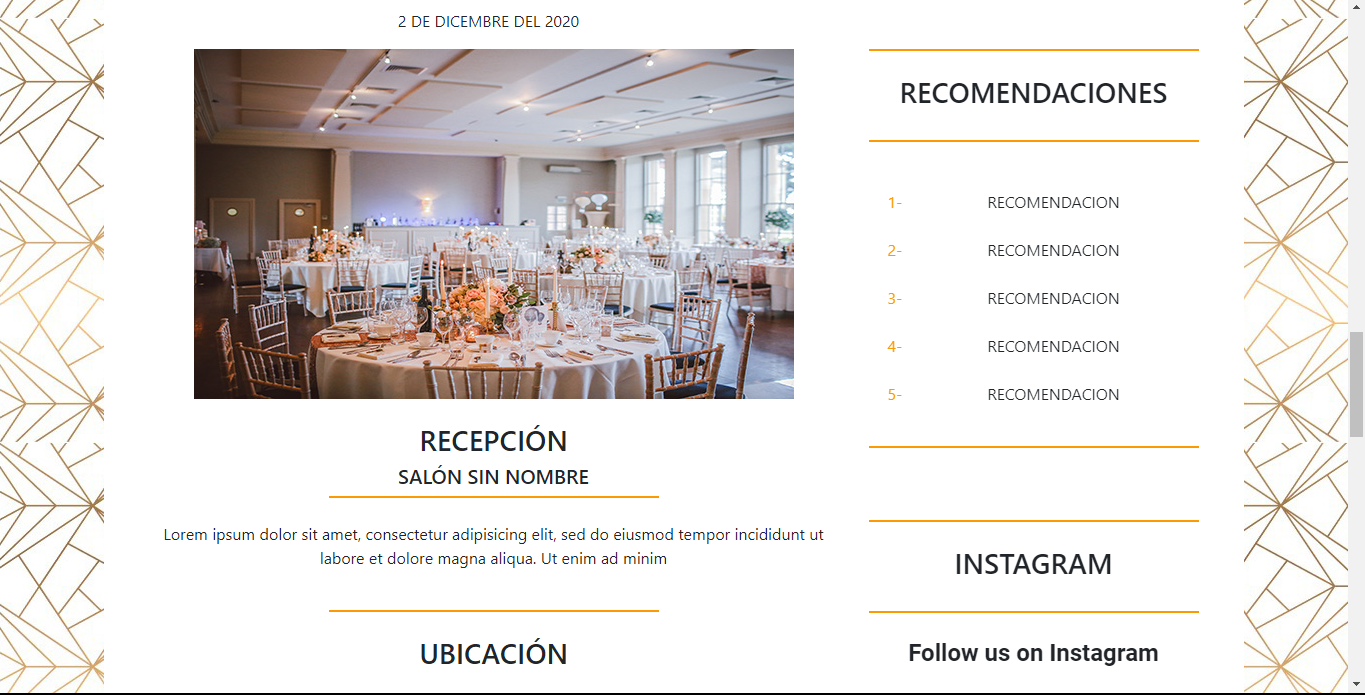 2 DE DICEMBRE DEL 2020
RECEPCIÓN
SALÓN SIN NOMBRE
Lorem ipsum dolor sit amet, consectetur adipisicing elit, sed do eiusmod tempor incididunt ut
labore et dolore magna aliqua. Ut enim ad minim
UBICACIÓN
RECOMENDACIONES
1- RECOMENDACION
2- RECOMENDACION
3- RECOMENDACION
4- RECOMENDACION
5- RECOMENDACION
INSTAGRAM
Follow us on Instagram